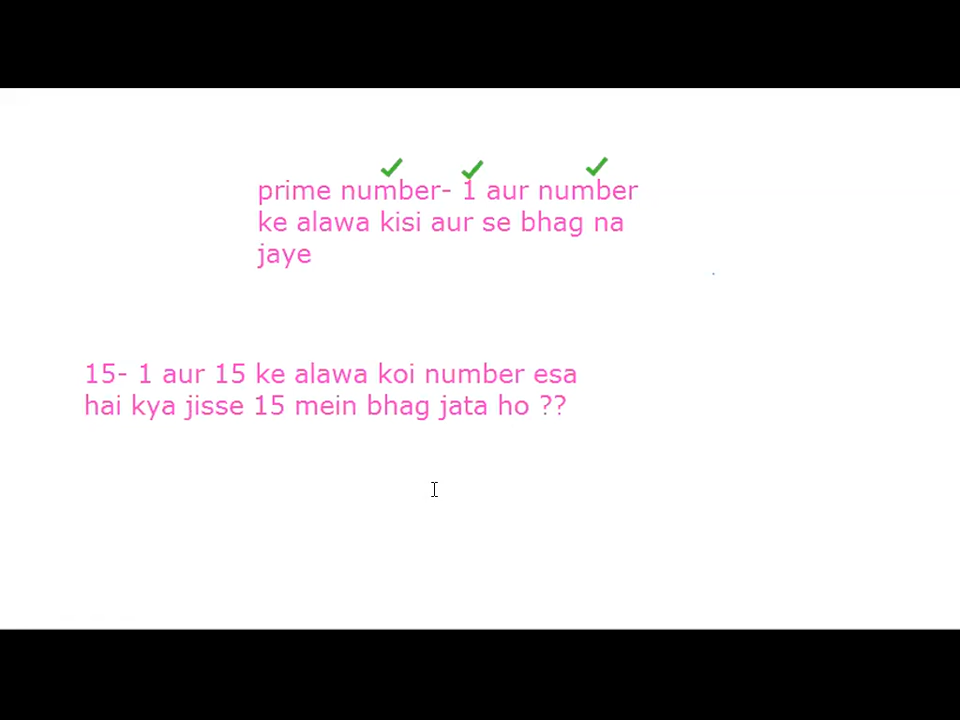 prime number- 1 aur number
ke alawa kisi aur se bhag na
jaye
15- 1 aur 15 ke alawa koi number esa
hai kya jisse 15 mein bhag jata ho ??